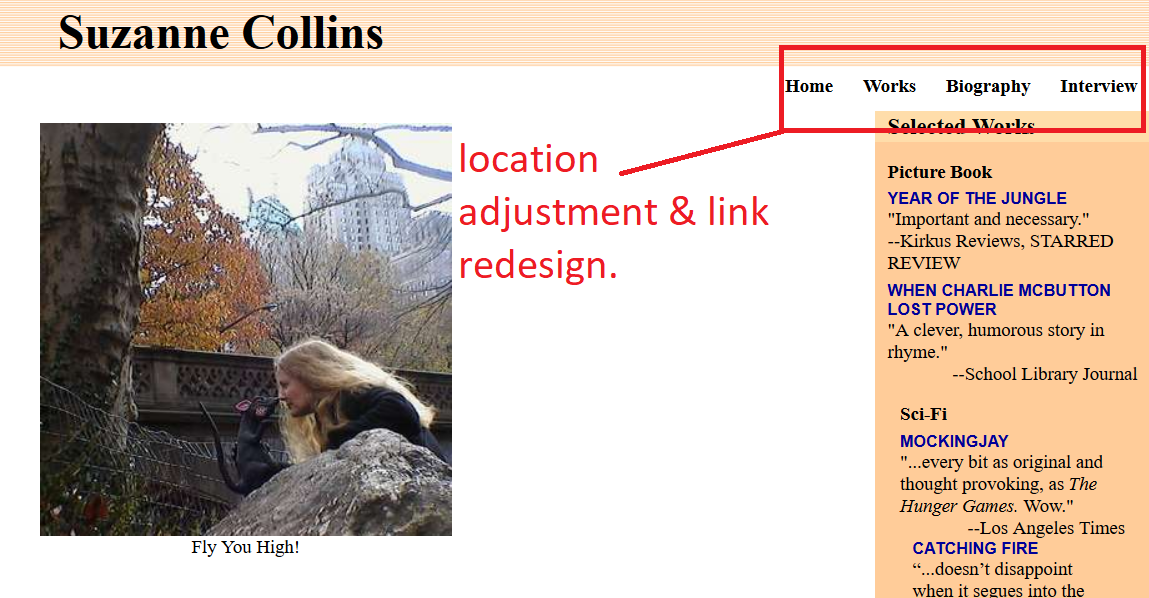 Suzanne Collins
Home Works Biography Interview
Selected Works
location
adjustment & link
redesign.
Picture Book
YEAR OF THE JUNGLE
"Important and necessary."
--Kirkus Reviews, STARRED
REVIEW
WHEN CHARLIE MCBUTTON
LOST POWER
"A clever, humorous story in
rhyme."
--School Library Journal
Sci-Fi
MOCKINGJAY
"...every bit as original and
thought provoking, as The
Hunger Games. Wow."
--Los Angeles Times
CATCHING FIRE
“...doesn’t disappoint
when it segues into the
Fly You High!